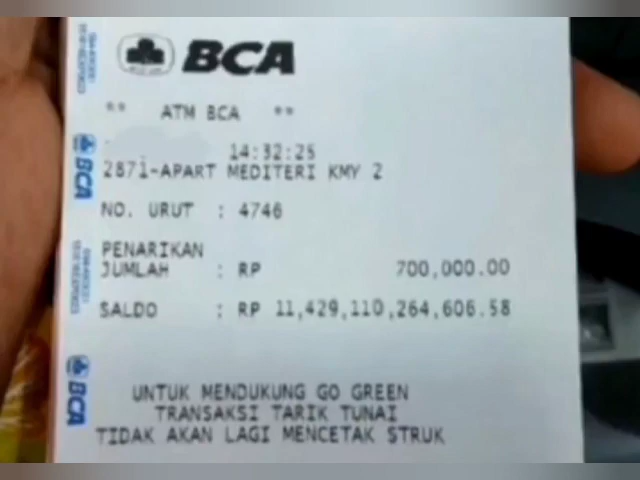 BCA
** ATM BCA **
14:32:25
2871-APART MEDITERI KMY 2
NO. URUT : 4746
PENARIKAN
JUMLAH : RP 700,000.00
SALDO : RP 11,429,110,264,606.58
UNTUK MENDUKUNG GO GREEN
TRANSAKSI TARIK TUNAI
TIDAK AKAN LAGI MENCETAK STRUK
BCA
BCA